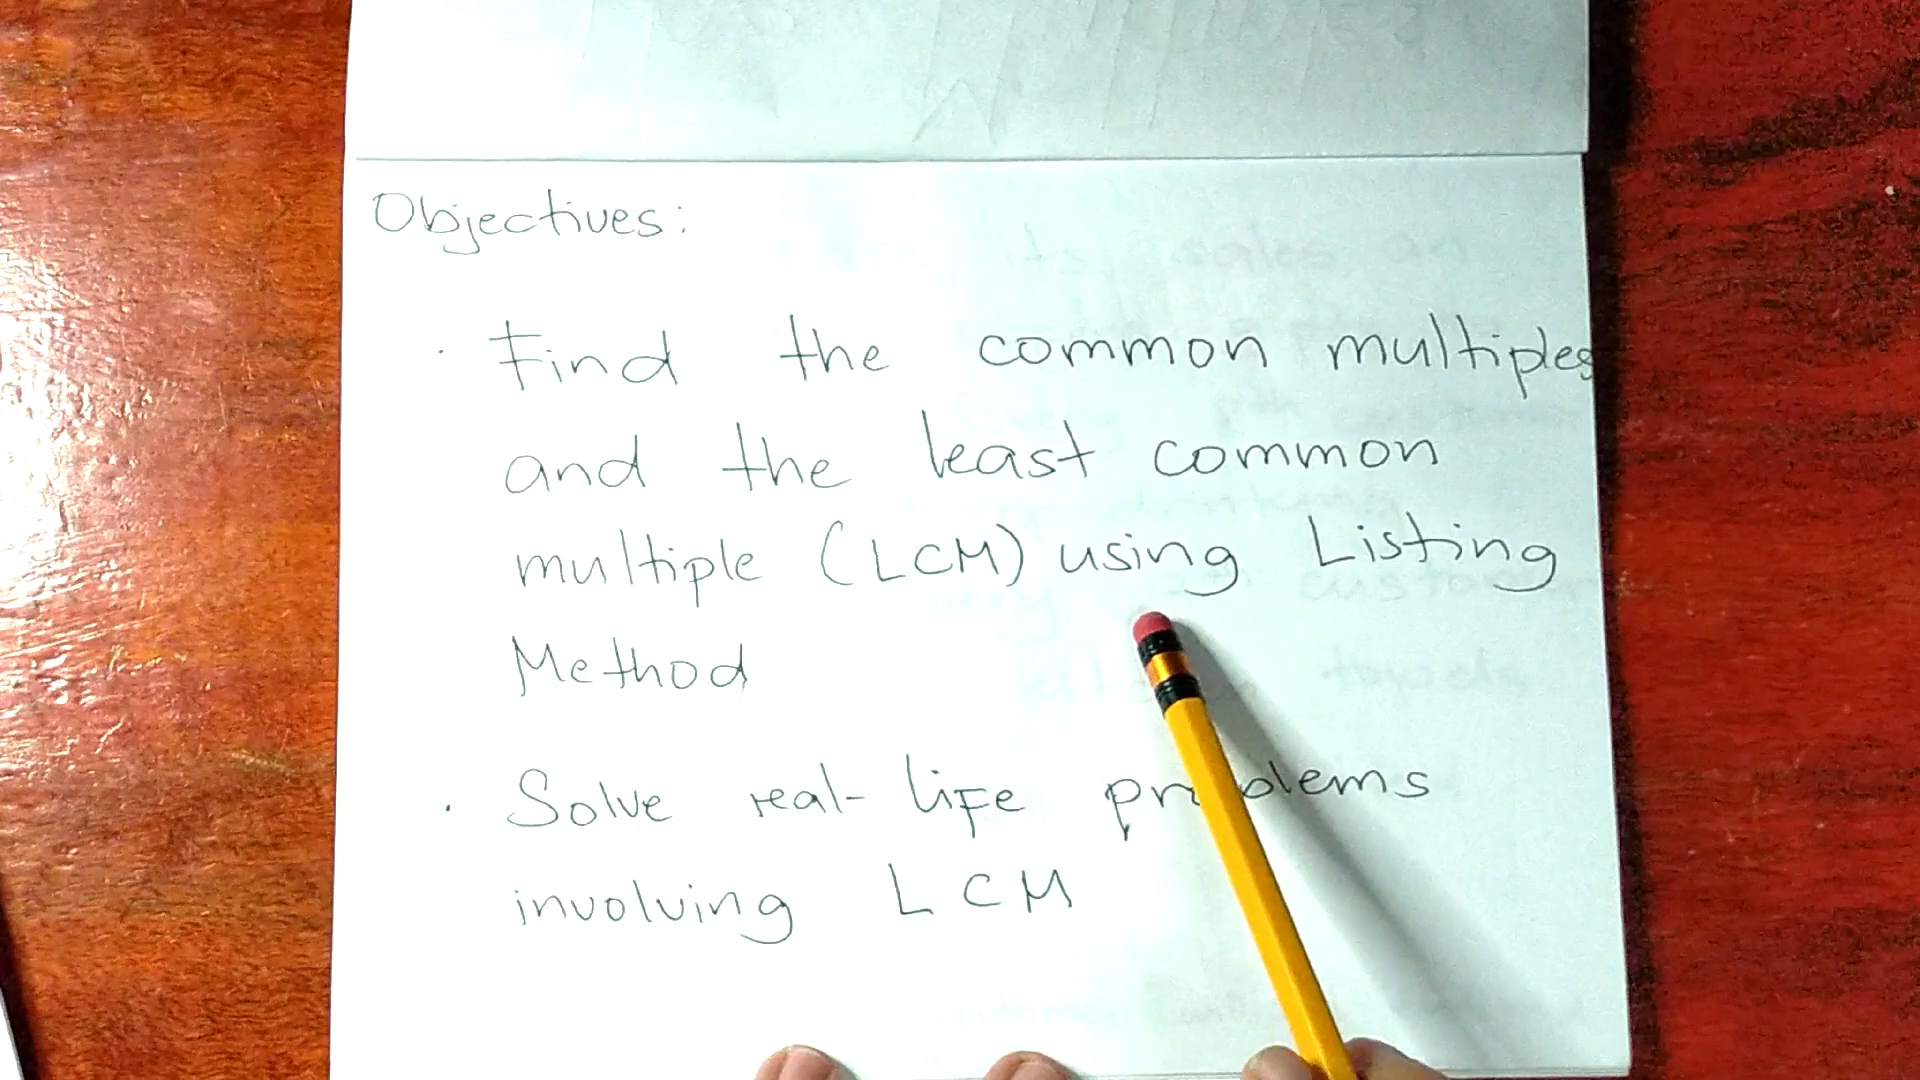 Objectives:
· Find the common multiples
and the least common
multiple (LCM) using Listing
Method
· Solve real-life problems
involving LCM